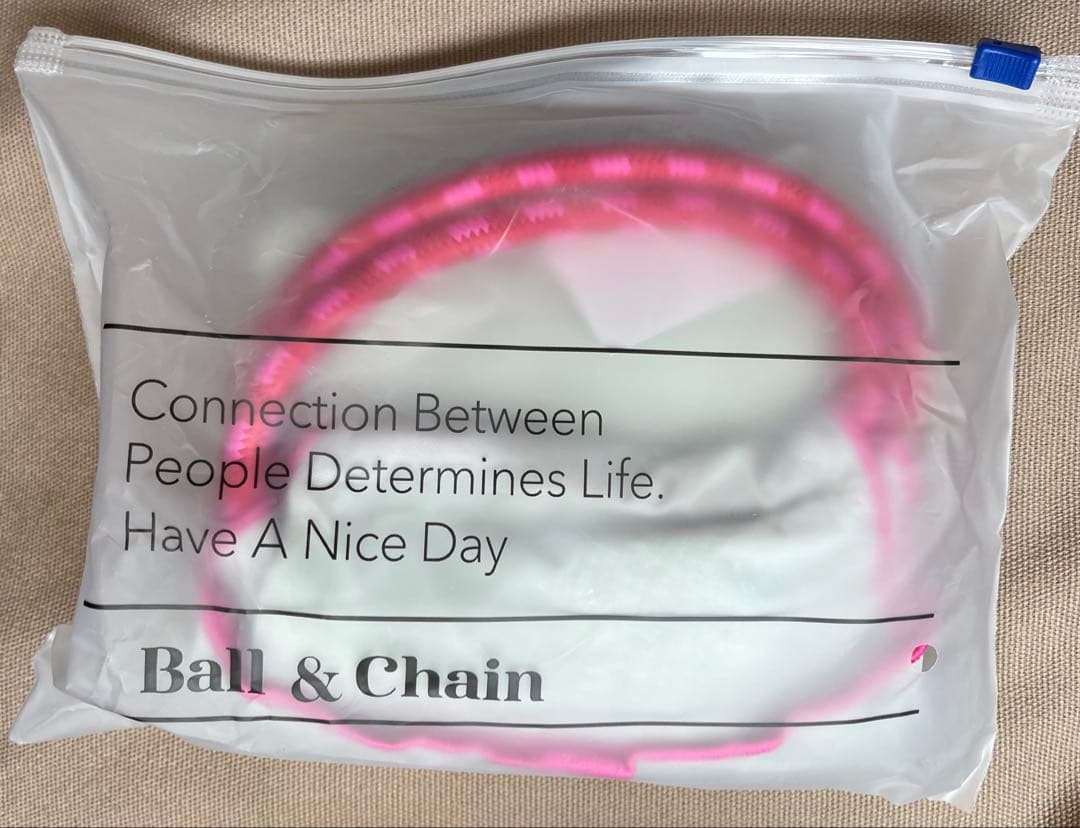 Connection Between
People Determines Life.
Have A Nice Day
Ball & Chain